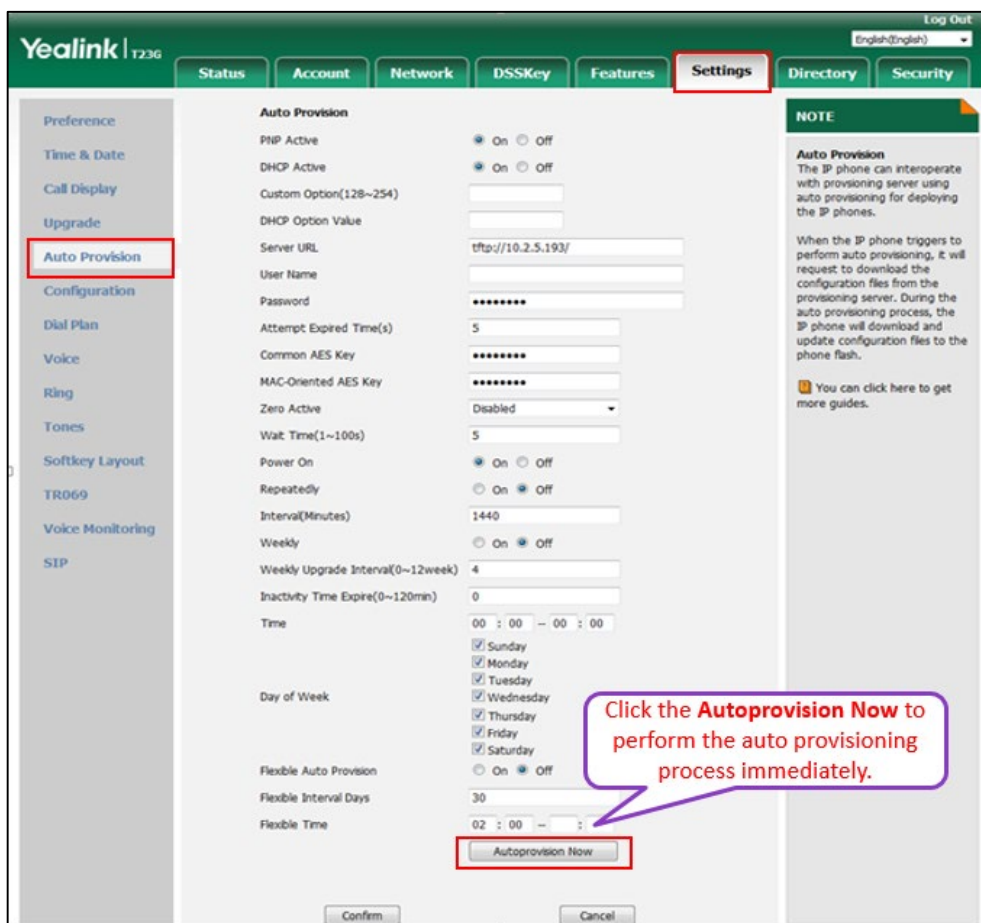 Log Out
Yealink | T23G
English(English)
Status Account Network DSSKey Features Settings Directory Security
Preference
Time & Date
Call Display
Upgrade
Auto Provision
Configuration
Dial Plan
Voice
Ring
Tones
Softkey Layout
TR069
Voice Monitoring
SIP
Auto Provision
PNP Active On Off
DHCP Active On Off
Custom Option(128~254)
DHCP Option Value
Server URL tftp://10.2.5.193/
User Name
Password ••••••••
Attempt Expired Time(s) 5
Common AES Key ••••••••
MAC-Oriented AES Key ••••••••
Zero Active Disabled
Wait Time(1~100s) 5
Power On On Off
Repeatedly On Off
Interval(Minutes) 1440
Weekly On Off
Weekly Upgrade Interval(0~12week) 4
Inactivity Time Expire(0~120min) 0
Time 00 : 00 -- 00 : 00
Sunday
Monday
Tuesday
Day of Week Wednesday
Thursday
Friday
Saturday
Flexible Auto Provision On Off
Flexible Interval Days 30
Flexible Time 02 : 00 -- :
Autoprovision Now
Confirm Cancel
Click the Autoprovision Now to
perform the auto provisioning
process immediately.
NOTE
Auto Provision
The IP phone can interoperate
with provsioning server using
auto provisioning for deploying
the IP phones.
When the IP phone triggers to
perform auto provisioning, it will
request to download the
configuration files from the
provisioning server. During the
auto provisioning process, the
IP phone will download and
update configuration files to the
phone flash.
You can click here to get
more guides.